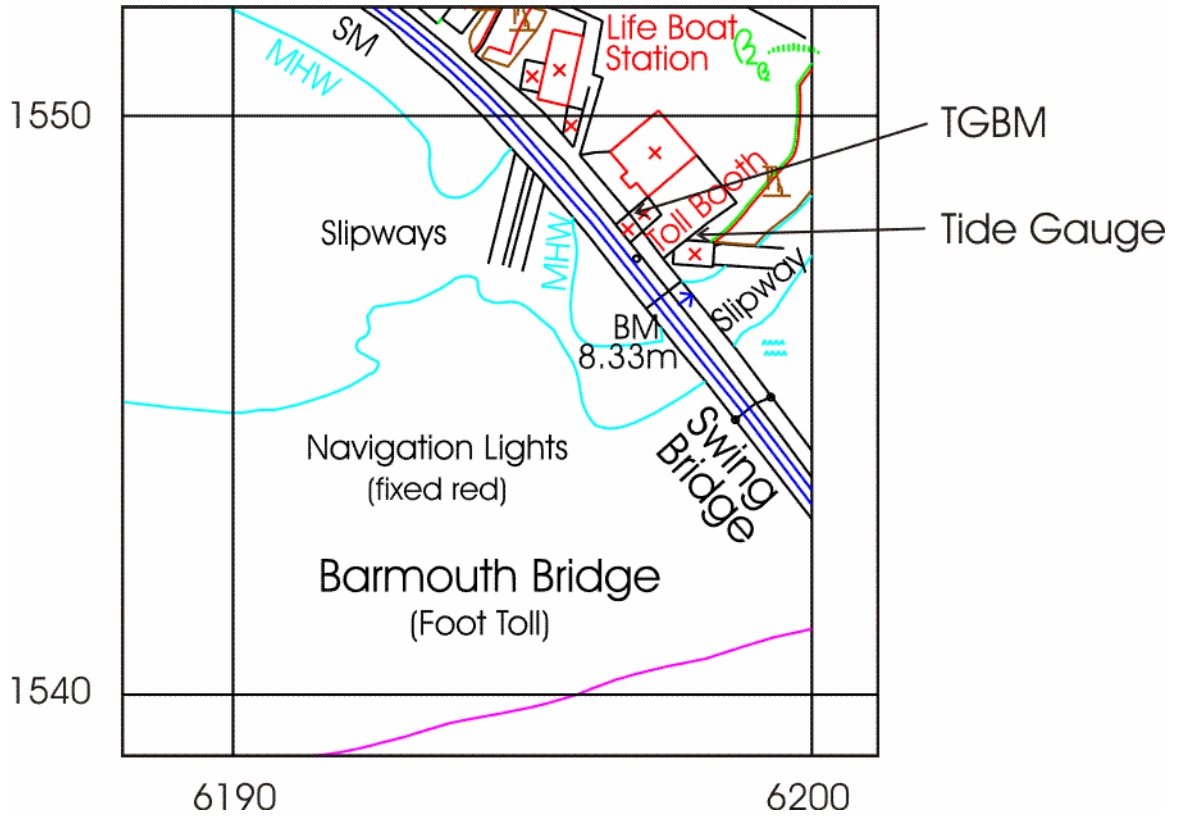 SM
MHW
Life Boat
Station
1550
TGBM
Toll Booth
Tide Gauge
Slipways
MHW
Slipway
BM
8.33m
Swing
Bridge
Navigation Lights
(fixed red)
Barmouth Bridge
(Foot Toll)
1540
6190
6200